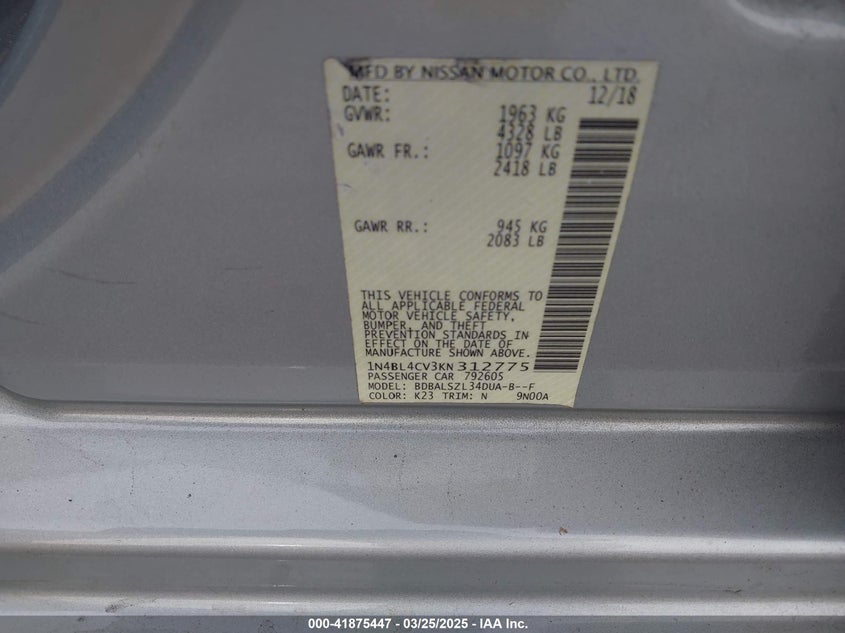 MFD BY NISSAN MOTOR CO., LTD.
DATE: 12/18
GVWR: 1963 KG
4328 LB
GAWR FR.: 1097 KG
2418 LB
GAWR RR.: 945 KG
2083 LB
THIS VEHICLE CONFORMS TO
ALL APPLICABLE FEDERAL
MOTOR VEHICLE SAFETY,
BUMPER, AND THEFT
PREVENTION STANDARDS IN
EFFECT ON THE DATE OF
MANUFACTURE SHOWN ABOVE.
1N4BL4CV3KN312775
PASSENGER CAR 792605
MODEL: BDBALSZL34DUA-B--F
COLOR: K23 TRIM: N 9N00A
000-41875447 - 03/25/2025 - IAA Inc.